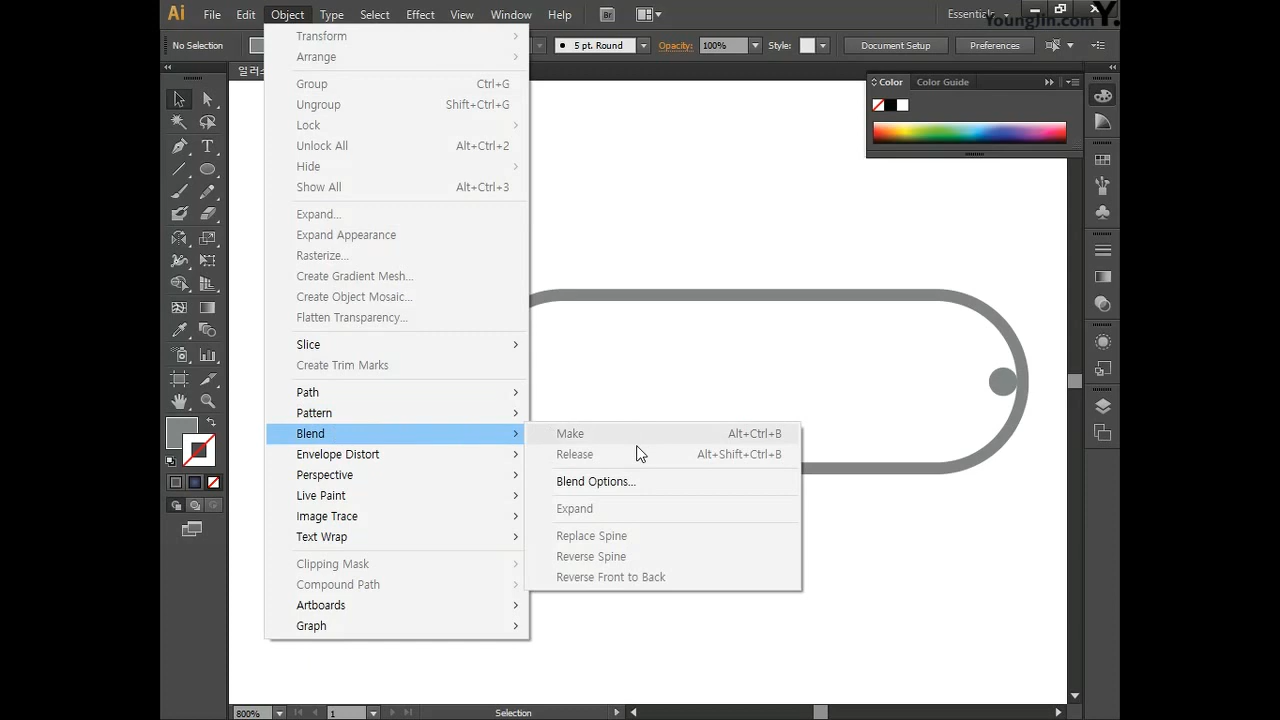 Ai File Edit Object Type Select Effect View Window Help Br Essentials
YoungJin.com Y.
No Selection 5 pt. Round Opacity: 100% Style: Document Setup Preferences
일러스
Color Color Guide
Transform
Arrange
Group Ctrl+G
Ungroup Shift+Ctrl+G
Lock
Unlock All Alt+Ctrl+2
Hide
Show All Alt+Ctrl+3
Expand...
Expand Appearance
Rasterize...
Create Gradient Mesh...
Create Object Mosaic...
Flatten Transparency...
Slice
Create Trim Marks
Path
Pattern
Blend
Make Alt+Ctrl+B
Release Alt+Shift+Ctrl+B
Blend Options...
Expand
Replace Spine
Reverse Spine
Reverse Front to Back
Envelope Distort
Perspective
Live Paint
Image Trace
Text Wrap
Clipping Mask
Compound Path
Artboards
Graph
800% 1 Selection